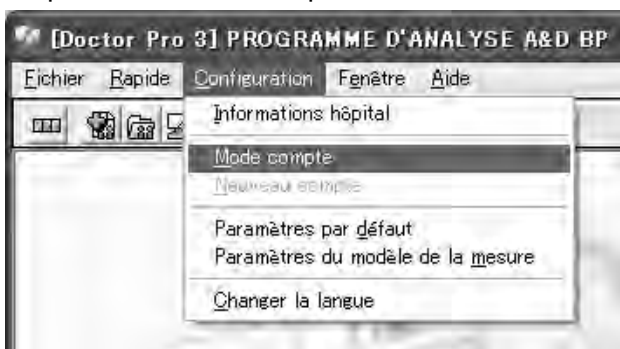 [Doctor Pro 3] PROGRAMME D'ANALYSE A&D BP
Fichier Rapide Configuration Fenêtre Aide
Informations hôpital
Mode compte
Nouveau compte
Paramètres par défaut
Paramètres du modèle de la mesure
Changer la langue